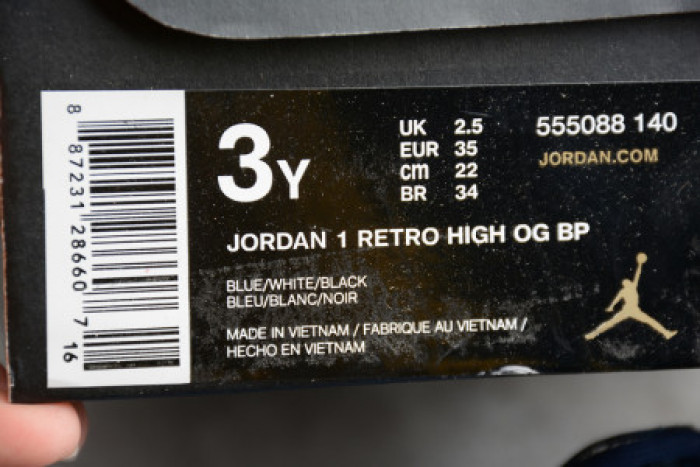 8 87231 28660 7 16
3Y
UK 2.5
EUR 35
cm 22
BR 34
555088 140
JORDAN.COM
JORDAN 1 RETRO HIGH OG BP
BLUE/WHITE/BLACK
BLEU/BLANC/NOIR
MADE IN VIETNAM / FABRIQUE AU VIETNAM /
HECHO EN VIETNAM